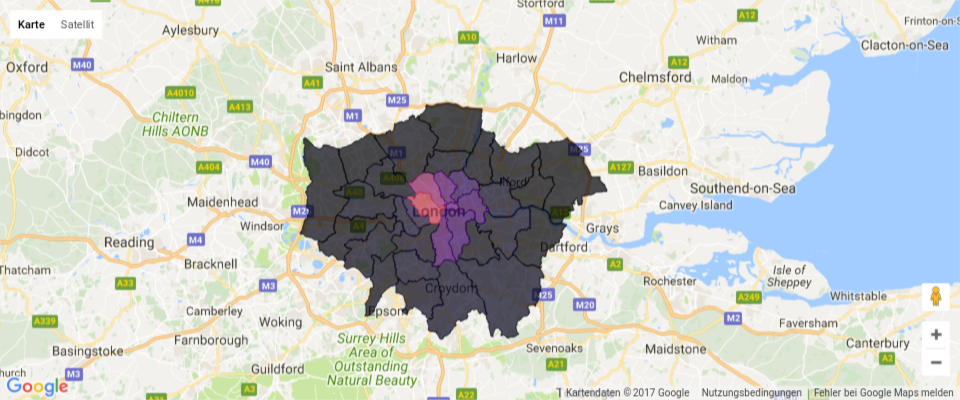 Stortford
Karte Satellit
M11
A12
Frinton-on-S
Aylesbury
A10
Witham
Clacton-on-Sea
Oxford
M40
Saint Albans
Harlow
A12
Chelmsford
Maldon
A41
A4010
A413
M25
bingdon
Chiltern
Hills AONB
M1
Didcot
M40
M1
M25
A404
A127
Basildon
Ilford
Southend-on-Sea
A40
Maidenhead
Canvey Island
London
Windsor
A4
Grays
Reading
M4
Dartford
Bracknell
A2
Thatcham
Isle of
Sheppey
A33
M3
Rochester
Croydon
M25
A249
Whitstable
M20
Camberley
Epsom
M2
A339
Woking
Faversham
Farnborough
Surrey Hills
Area of
Outstanding
Natural Beauty
Canterbury
Basingstoke
Sevenoaks
Maidstone
A2
Guildford
A21
hurch
M3
Google
A3
A22
A31
Kartendaten © 2017 Google
Nutzungsbedingungen
Fehler bei Google Maps melden